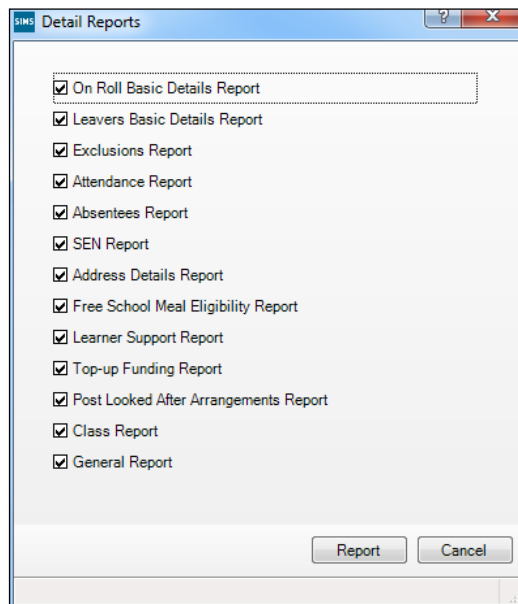 SIMS Detail Reports ? X
On Roll Basic Details Report
Leavers Basic Details Report
Exclusions Report
Attendance Report
Absentees Report
SEN Report
Address Details Report
Free School Meal Eligibility Report
Learner Support Report
Top-up Funding Report
Post Looked After Arrangements Report
Class Report
General Report
Report Cancel